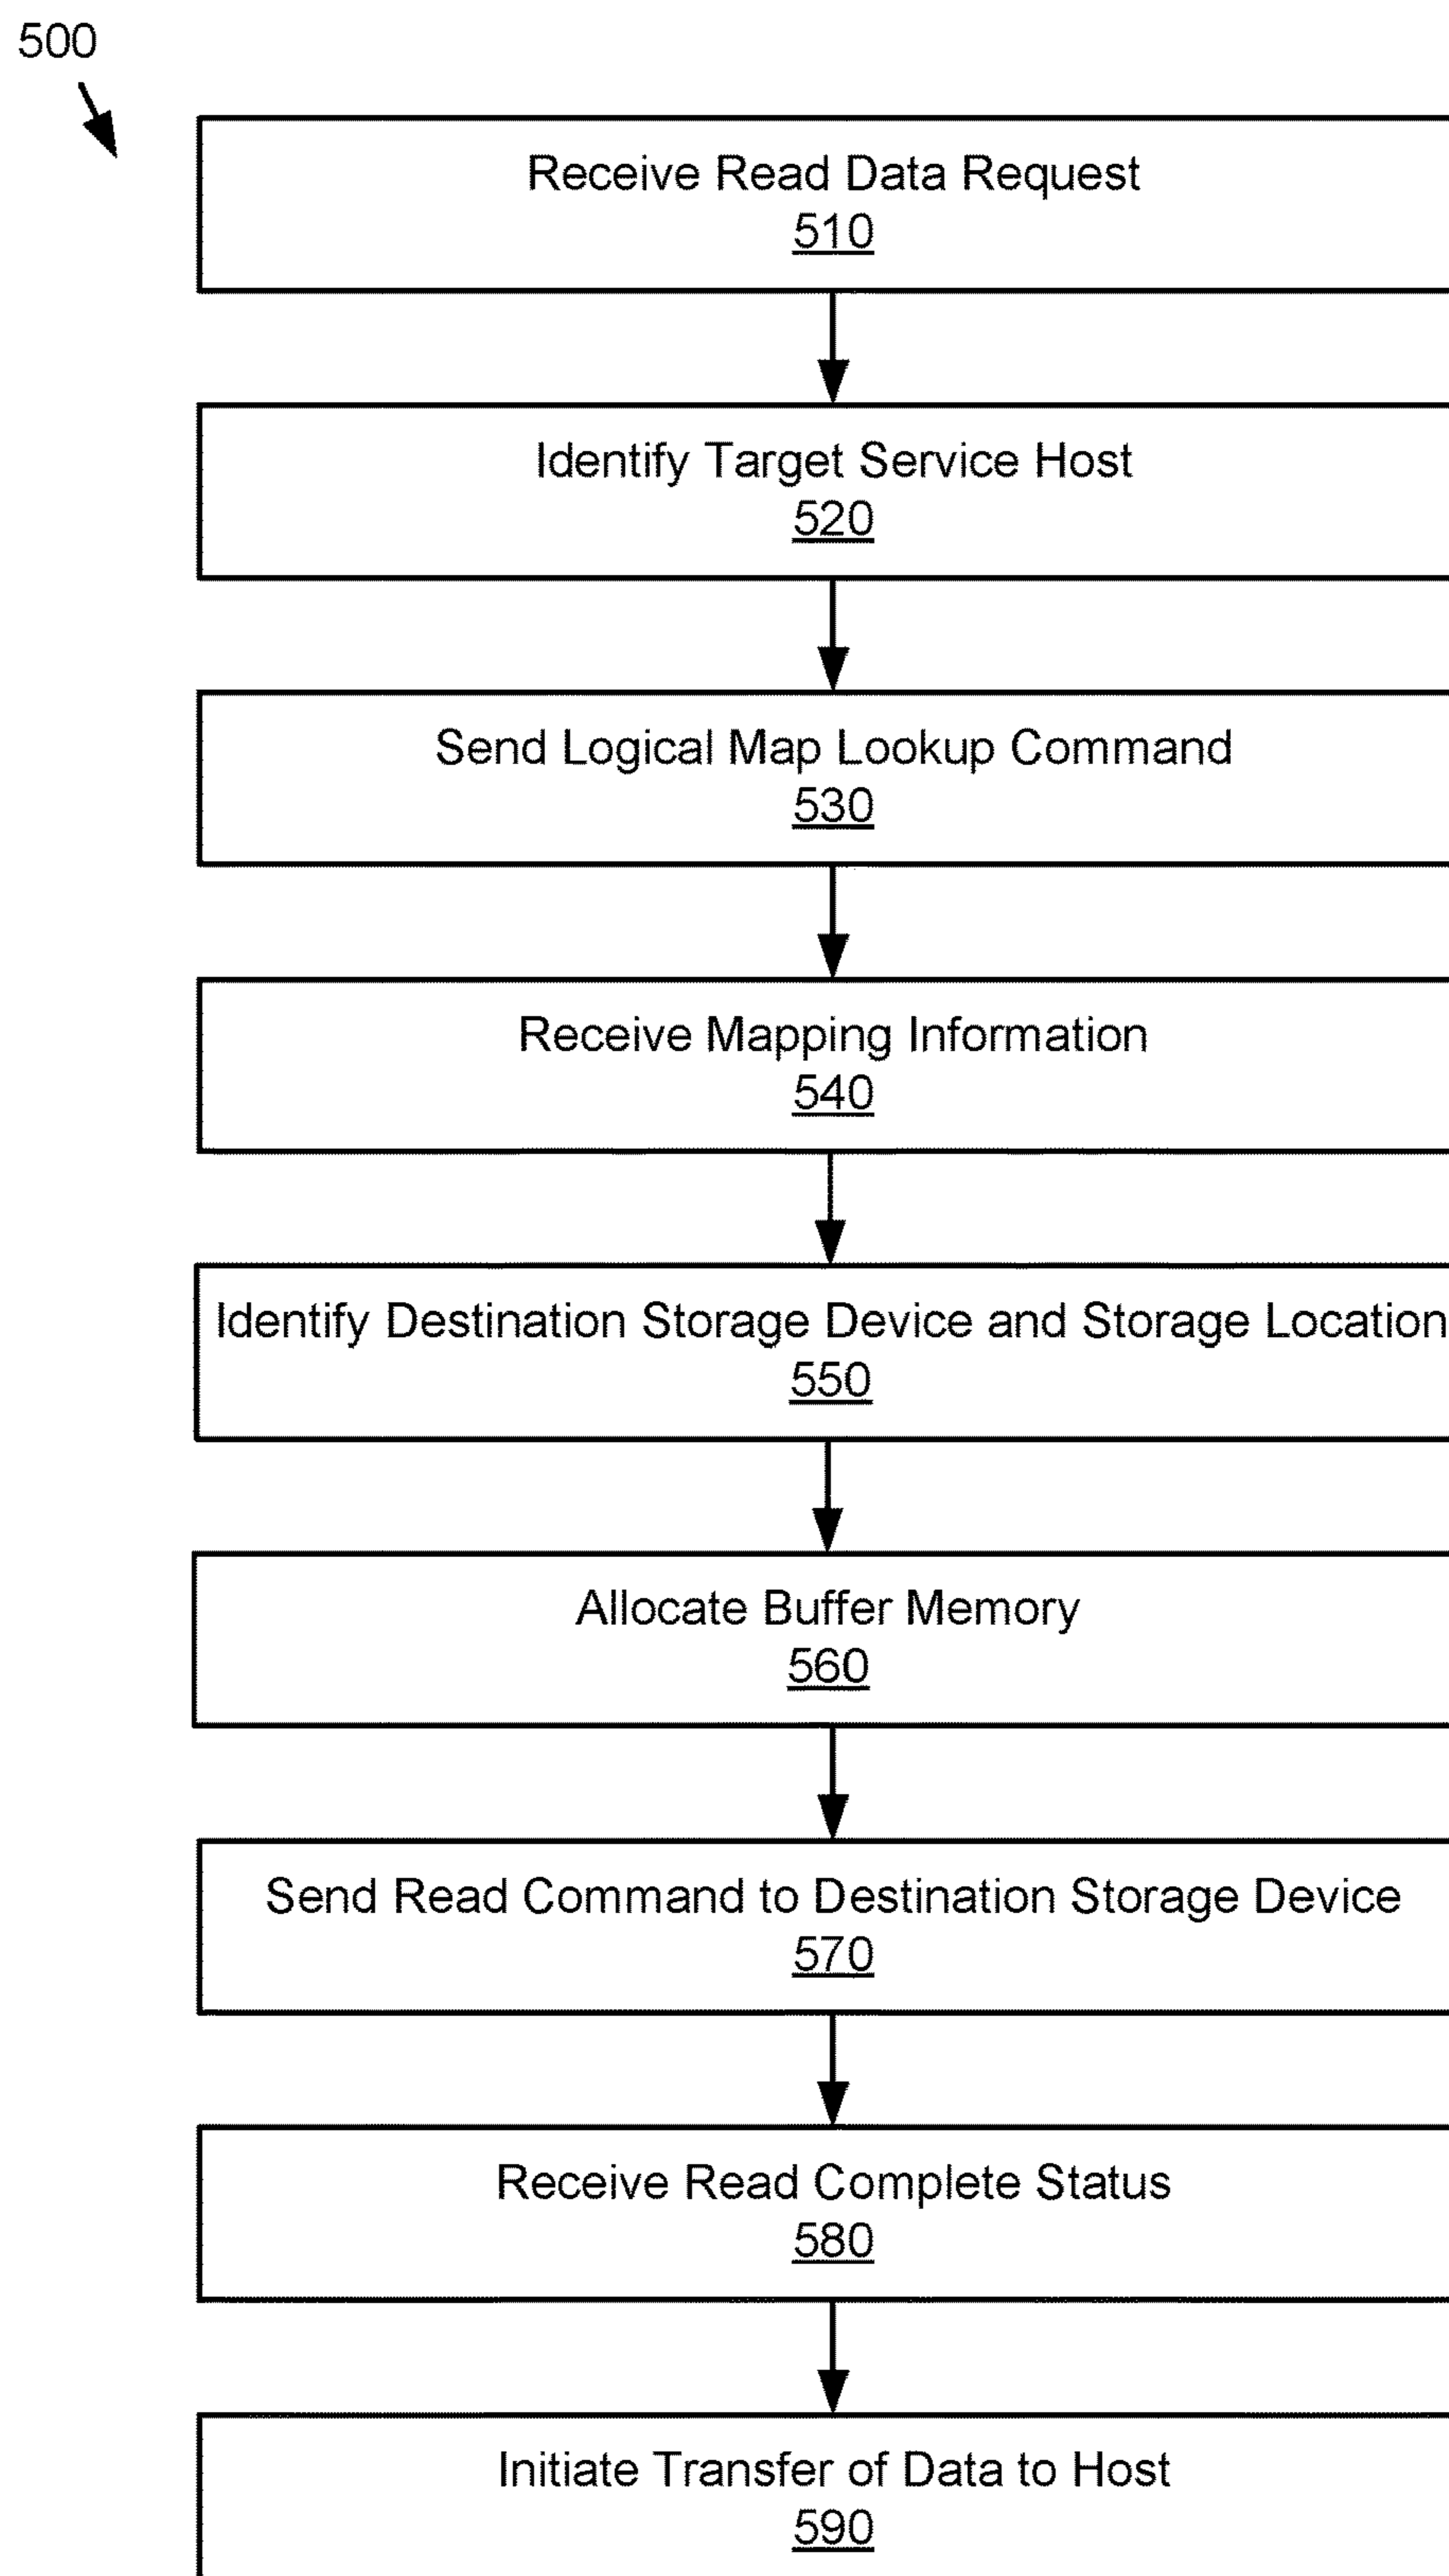 500
Receive Read Data Request
510
Identify Target Service Host
520
Send Logical Map Lookup Command
530
Receive Mapping Information
540
Identify Destination Storage Device and Storage Location
550
Allocate Buffer Memory
560
Send Read Command to Destination Storage Device
570
Receive Read Complete Status
580
Initiate Transfer of Data to Host
590